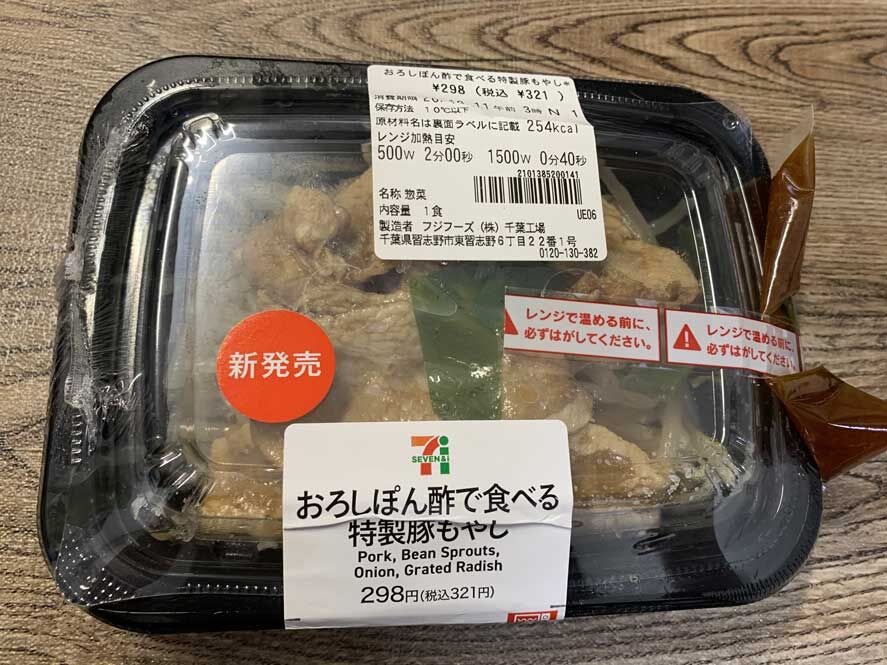 おろしぽん酢で食べる特製豚もやし*
¥298 (税込 ¥321 )
消費期限
11午前 3時 N 1
保存方法 10℃以下
原材料名は裏面ラベルに記載 254kcal
レンジ加熱目安
500W 2分00秒 1500W 0分40秒
2101385200141
名称 惣菜
内容量 1食
UE06
製造者 フジフーズ (株) 千葉工場
千葉県習志野市東習志野6丁目22番1号
0120-130-382
レンジで温める前に、
必ずはがしてください。
レンジで温める前に、
必ずはがしてください。
新発売
SEVEN&i
おろしぽん酢で食べる
特製豚もやし
Pork, Bean Sprouts,
Onion, Grated Radish
298円(税込321円)